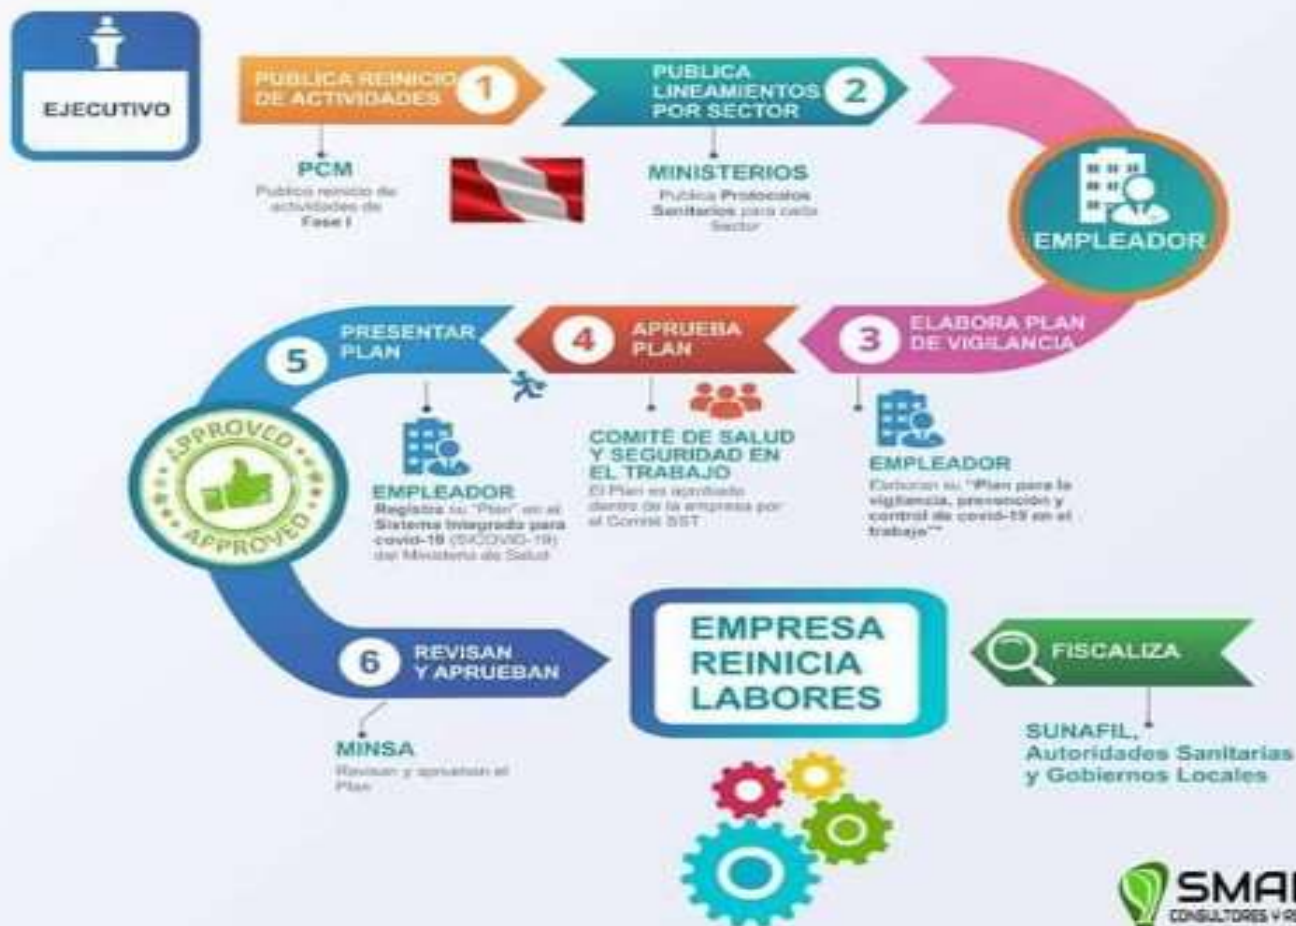 EJECUTIVO
PUBLICA REINICIO
DE ACTIVIDADES
1
PCM
Publicó reinicio de
actividades de
Fase I
PUBLICA
LINEAMIENTOS
POR SECTOR
2
MINISTERIOS
Publica Protocolos
Sanitarios para cada
Sector
EMPLEADOR
3
ELABORA PLAN
DE VIGILANCIA
EMPLEADOR
Elaboran su "Plan para la
vigilancia, prevención y
control de covid-19 en el
trabajo"
4
APRUEBA
PLAN
COMITÉ DE SALUD
Y SEGURIDAD EN
EL TRABAJO
El Plan es aprobado
dentro de la empresa por
el Comité SST
5
PRESENTAR
PLAN
EMPLEADOR
Registra su "Plan" en el
Sistema Integrado para
covid-19 (SICOVID-19)
del Ministerio de Salud
APPROVED
APPROVED
6
REVISAN
Y APRUEBAN
MINSA
Revisan y aprueban el
Plan
EMPRESA
REINICIA
LABORES
FISCALIZA
SUNAFIL,
Autoridades Sanitarias
y Gobiernos Locales
CONSULTORES Y